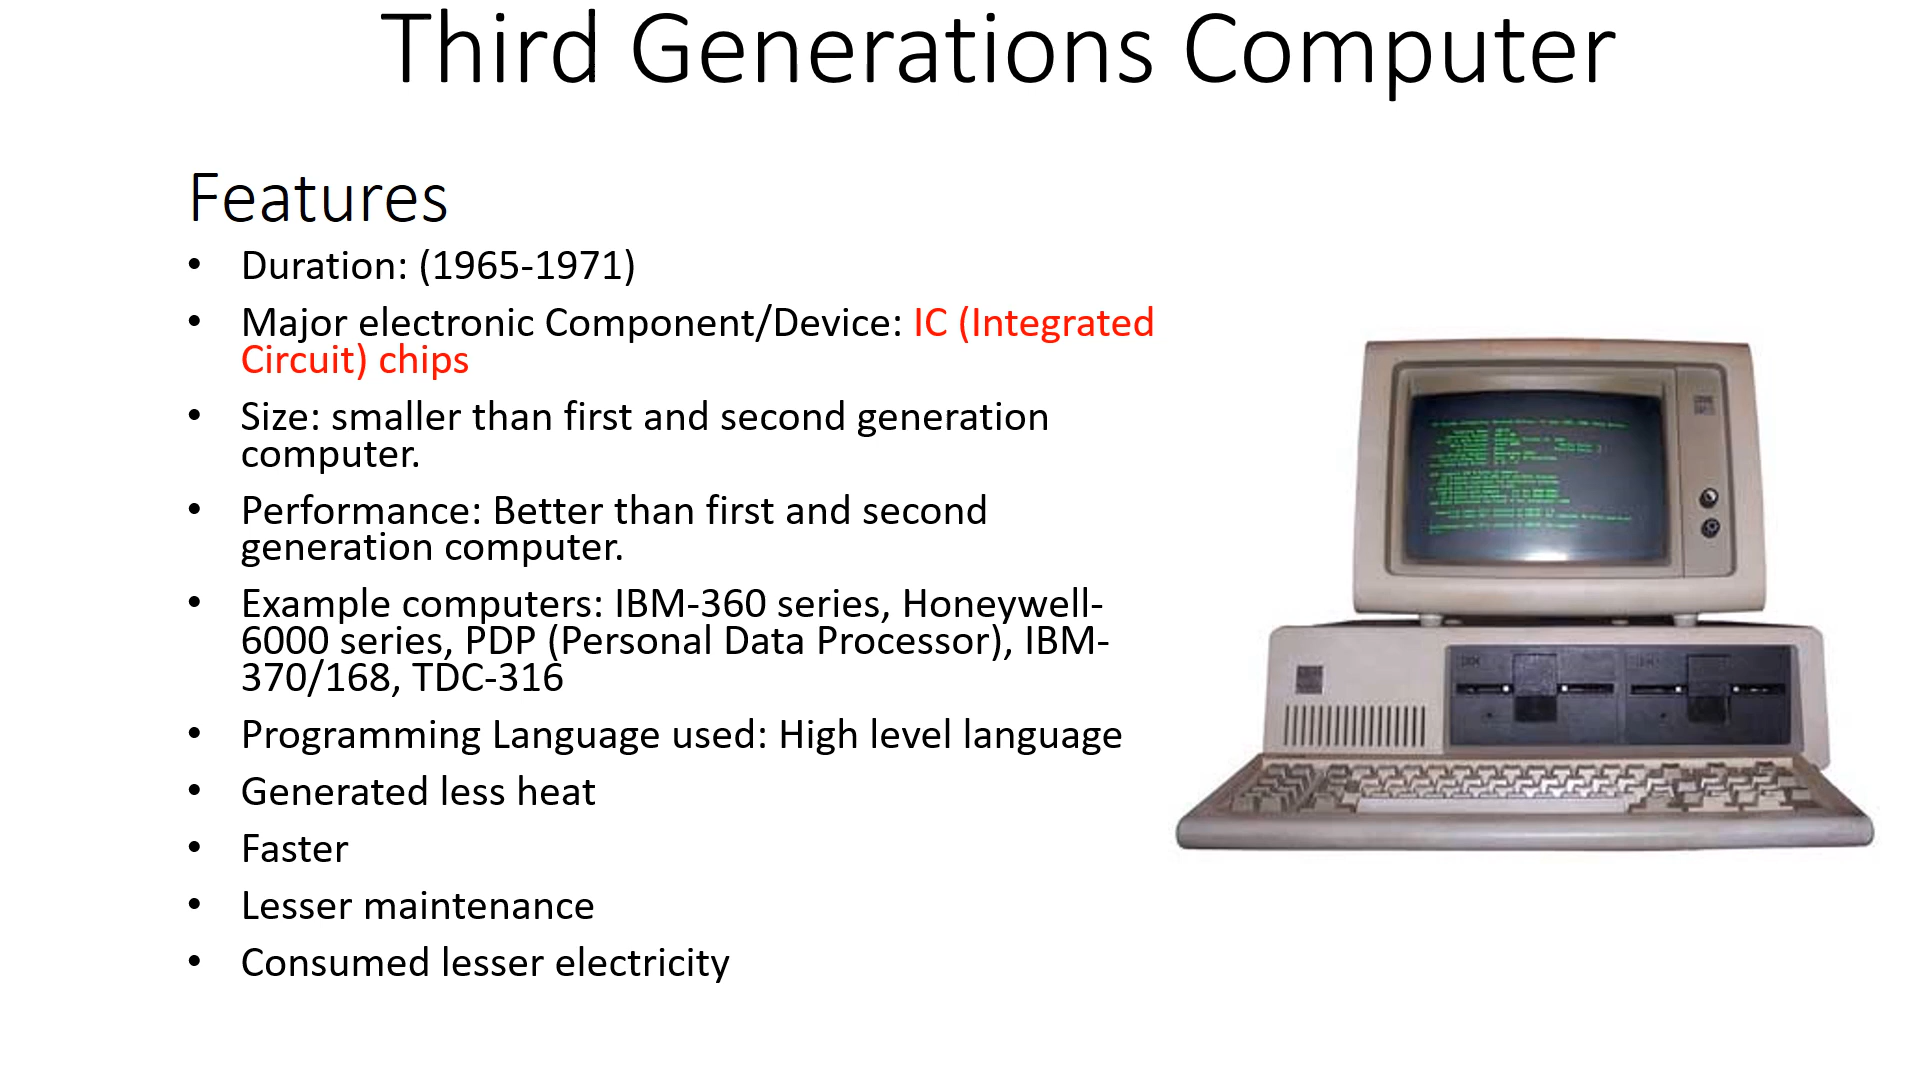 Third Generations Computer
Features
• Duration: (1965-1971)
• Major electronic Component/Device: IC (Integrated
Circuit) chips
• Size: smaller than first and second generation
computer.
• Performance: Better than first and second
generation computer.
• Example computers: IBM-360 series, Honeywell-
6000 series, PDP (Personal Data Processor), IBM-
370/168, TDC-316
• Programming Language used: High level language
• Generated less heat
• Faster
• Lesser maintenance
• Consumed lesser electricity